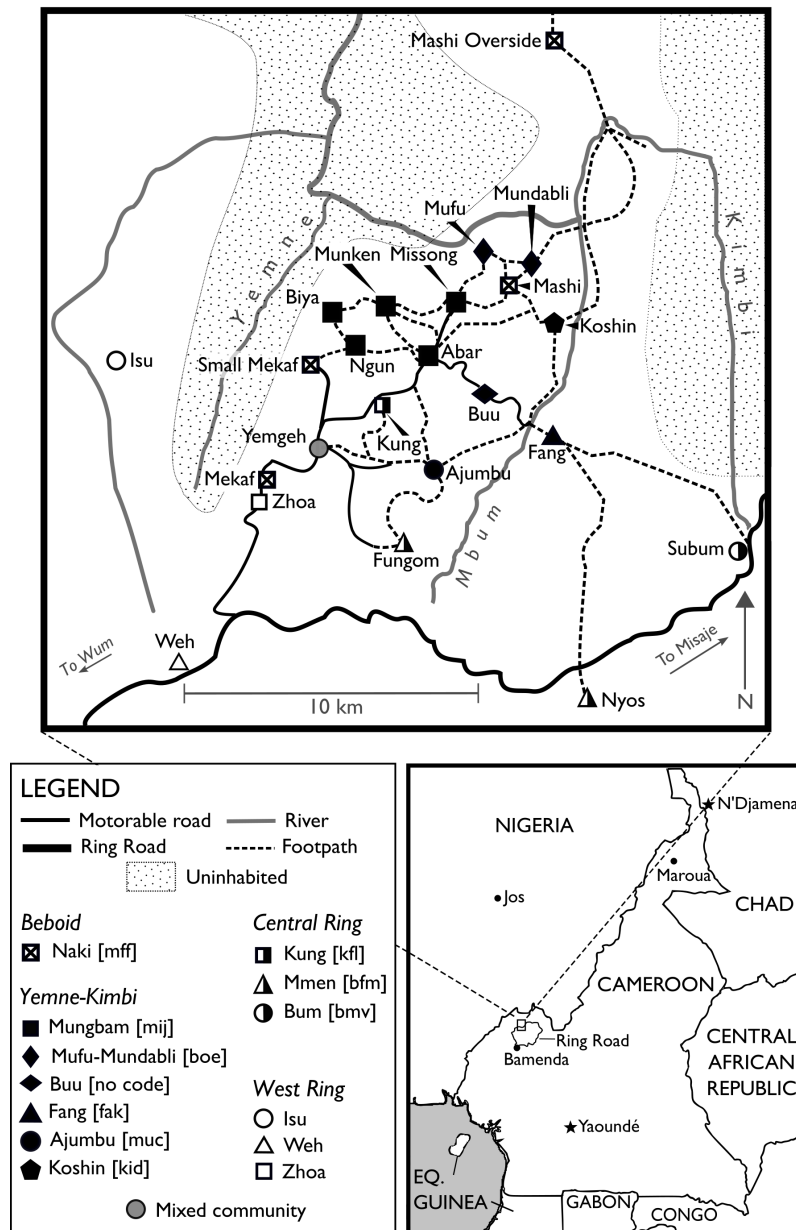 Mashi Overside
Mundabli
Mufu
Munken
Missong
Kimbi
Yemne
Biya
Mashi
Koshin
Isu
Small Mekaf
Ngun
Abar
Buu
Kung
Yemgeh
Fang
Mekaf
Ajumbu
Zhoa
Mbum
Fungom
Subum
Weh
To Wum
To Misaje
N
Nyos
10 km
LEGEND
Motorable road
River
Ring Road
Footpath
Uninhabited
Beboid
Naki [mff]
Yemne-Kimbi
Mungbam [mij]
Mufu-Mundabli [boe]
Buu [no code]
Fang [fak]
Ajumbu [muc]
Koshin [kid]
Central Ring
Kung [kfl]
Mmen [bfm]
Bum [bmv]
West Ring
Isu
Weh
Zhoa
Mixed community
N'Djamena
NIGERIA
Maroua
Jos
CHAD
CAMEROON
Ring Road
Bamenda
CENTRAL
AFRICAN
REPUBLIC
Yaoundé
EQ.
GUINEA
GABON
CONGO